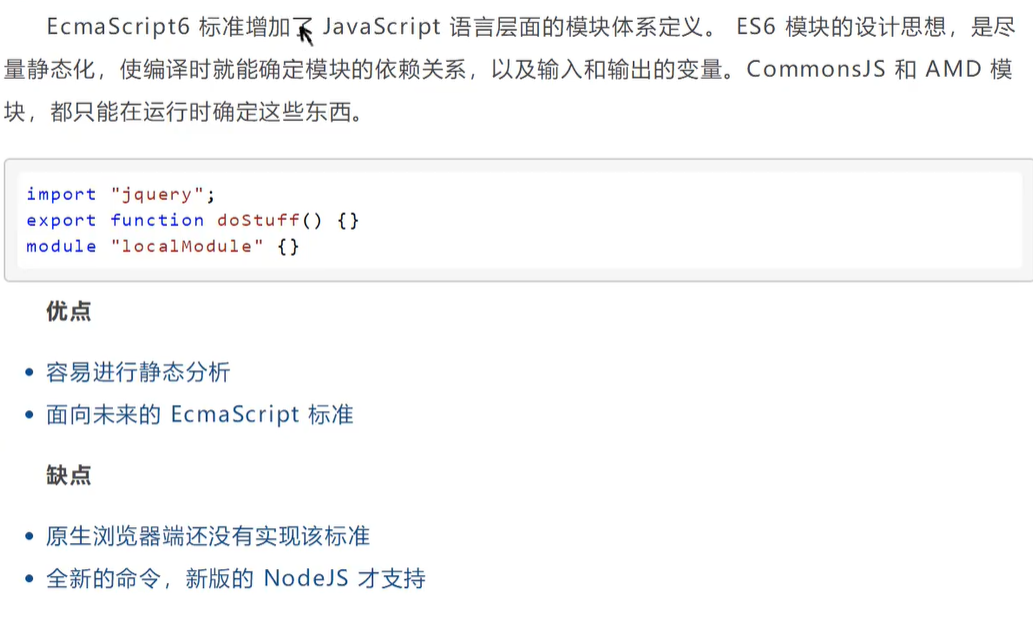 EcmaScript6 标准增加了 JavaScript 语言层面的模块体系定义。 ES6 模块的设计思想，是尽
量静态化，使编译时就能确定模块的依赖关系，以及输入和输出的变量。CommonsJS 和 AMD 模
块，都只能在运行时确定这些东西。
import "jquery";
export function doStuff() {}
module "localModule" {}
优点
• 容易进行静态分析
• 面向未来的 EcmaScript 标准
缺点
• 原生浏览器端还没有实现该标准
• 全新的命令，新版的 NodeJS 才支持